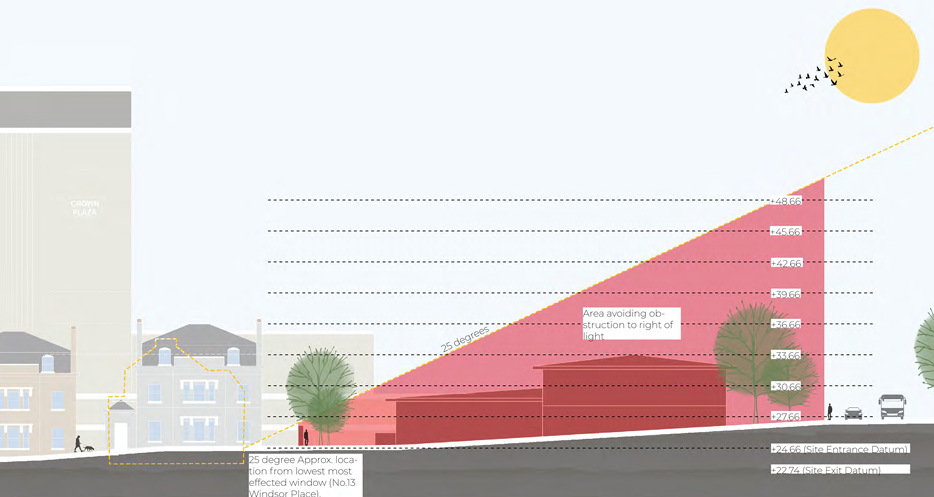 CROWN
PLAZA
+48.66
+45.66
+42.66
+39.66
Area avoiding ob-
struction to right of
light
+36.66
25 degrees
+33.66
+30.66
+27.66
+24.66 (Site Entrance Datum)
25 degree Approx. loca-
tion from lowest most
effected window (No.13
Windsor Place).
+22.74 (Site Exit Datum)